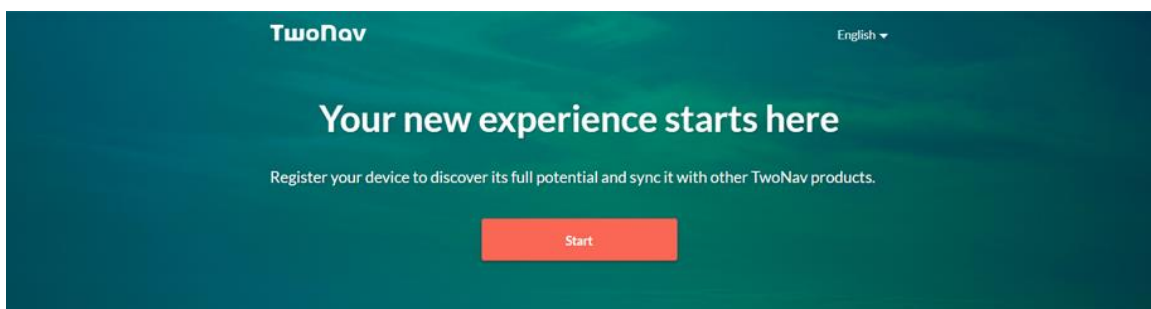 TwoNav
English
Your new experience starts here
Register your device to discover its full potential and sync it with other TwoNav products.
Start